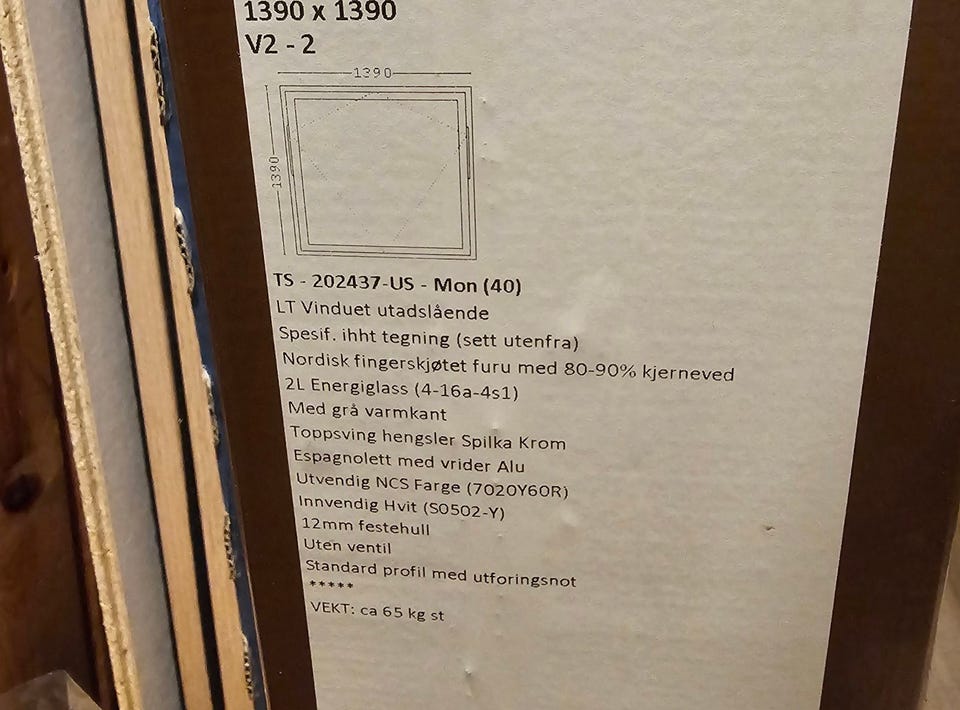 1390 x 1390
V2 - 2
1390
1390
TS - 202437-US - Mon (40)
LT Vinduet utadslående
Spesif. ihht tegning (sett utenfra)
Nordisk fingerskjøtet furu med 80-90% kjerneved
2L Energiglass (4-16a-4s1)
Med grå varmkant
Toppsving hengsler Spilka Krom
Espagnolett med vrider Alu
Utvendig NCS Farge (7020Y60R)
Innvendig Hvit (S0502-Y)
12mm festehull
Uten ventil
Standard profil med utforingsnot
*****
VEKT: ca 65 kg st